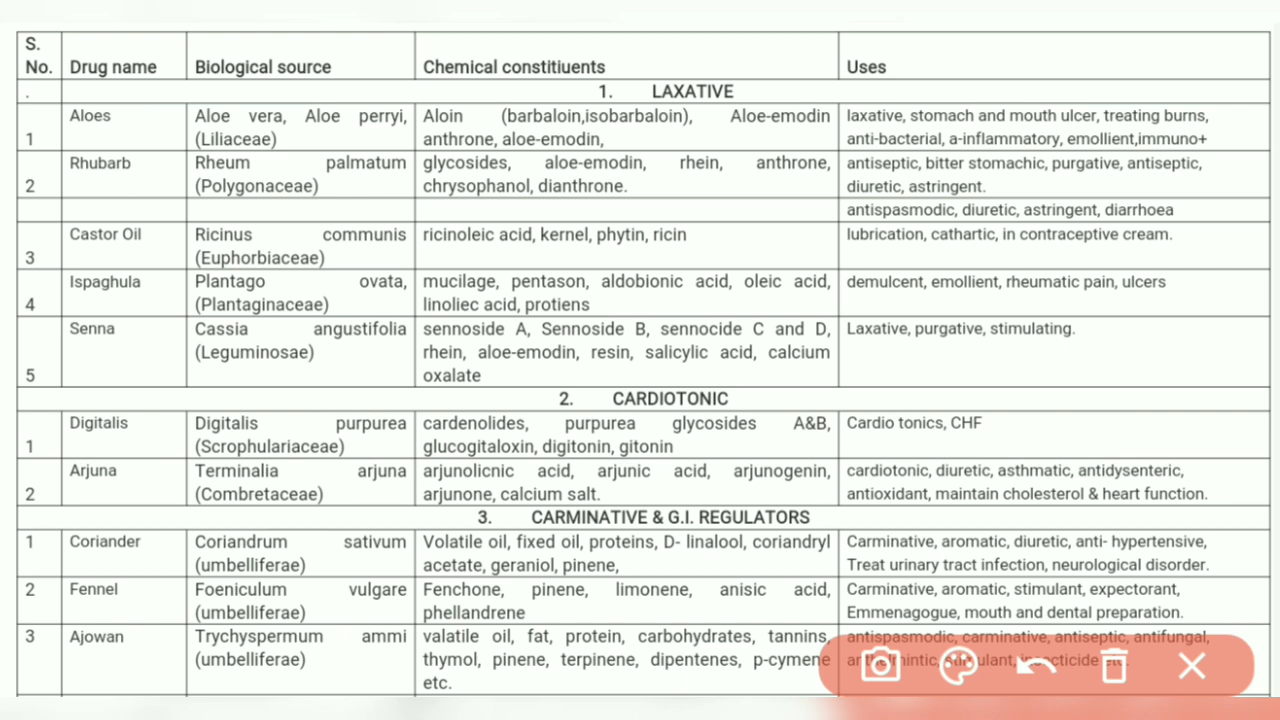 S.
No. Drug name Biological source Chemical constitiuents Uses
. 1. LAXATIVE
Aloes Aloe vera, Aloe perryi, Aloin (barbaloin,isobarbaloin), Aloe-emodin laxative, stomach and mouth ulcer, treating burns,
1 (Liliaceae) anthrone, aloe-emodin, anti-bacterial, a-inflammatory, emollient,immuno+
Rhubarb Rheum palmatum glycosides, aloe-emodin, rhein, anthrone, antiseptic, bitter stomachic, purgative, antiseptic,
2 (Polygonaceae) chrysophanol, dianthrone. diuretic, astringent.
antispasmodic, diuretic, astringent, diarrhoea
Castor Oil Ricinus communis ricinoleic acid, kernel, phytin, ricin lubrication, cathartic, in contraceptive cream.
3 (Euphorbiaceae)
Ispaghula Plantago ovata, mucilage, pentason, aldobionic acid, oleic acid, demulcent, emollient, rheumatic pain, ulcers
4 (Plantaginaceae) linoliec acid, protiens
Senna Cassia angustifolia sennoside A, Sennoside B, sennocide C and D, Laxative, purgative, stimulating.
(Leguminosae) rhein, aloe-emodin, resin, salicylic acid, calcium
5 oxalate
2. CARDIOTONIC
Digitalis Digitalis purpurea cardenolides, purpurea glycosides A&B, Cardio tonics, CHF
1 (Scrophulariaceae) glucogitaloxin, digitonin, gitonin
Arjuna Terminalia arjuna arjunolicnic acid, arjunic acid, arjunogenin, cardiotonic, diuretic, asthmatic, antidysenteric,
2 (Combretaceae) arjunone, calcium salt. antioxidant, maintain cholesterol & heart function.
3. CARMINATIVE & G.I. REGULATORS
1 Coriander Coriandrum sativum Volatile oil, fixed oil, proteins, D- linalool, coriandryl Carminative, aromatic, diuretic, anti- hypertensive,
(umbelliferae) acetate, geraniol, pinene, Treat urinary tract infection, neurological disorder.
2 Fennel Foeniculum vulgare Fenchone, pinene, limonene, anisic acid, Carminative, aromatic, stimulant, expectorant,
(umbelliferae) phellandrene Emmenagogue, mouth and dental preparation.
3 Ajowan Trychyspermum ammi valatile oil, fat, protein, carbohydrates, tannins, antispasmodic, carminative, antiseptic, antifungal,
(umbelliferae) thymol, pinene, terpinene, dipentenes, p-cymene
etc.